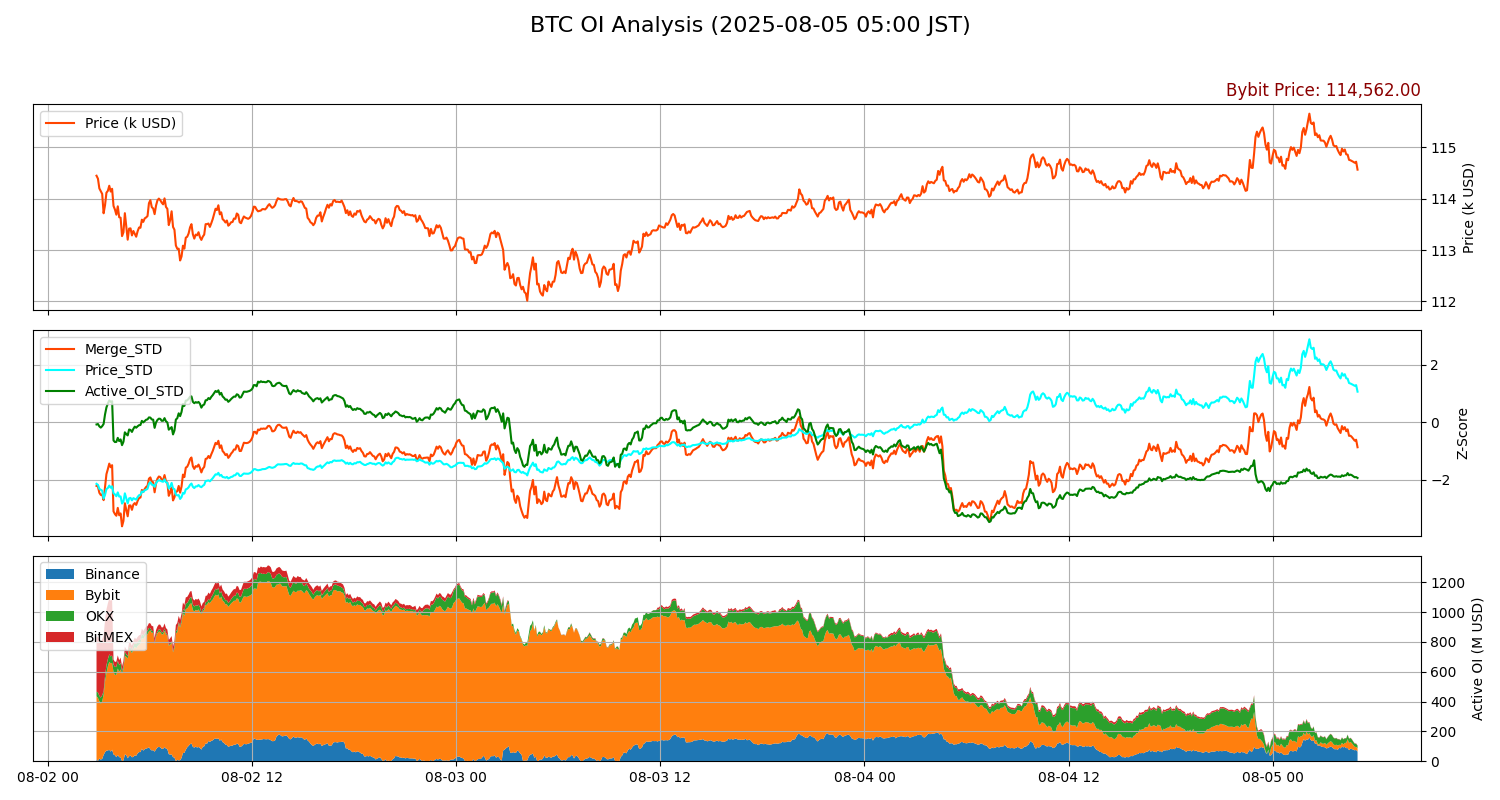 BTC OI Analysis (2025-08-05 05:00 JST)
Bybit Price: 114,562.00
Price (k USD)
115
114
113
112
Price (k USD)
Merge_STD
Price_STD
Active_OI_STD
2
0
−2
Z-Score
Binance
Bybit
OKX
BitMEX
1200
1000
800
600
400
200
0
Active OI (M USD)
08-02 00
08-02 12
08-03 00
08-03 12
08-04 00
08-04 12
08-05 00